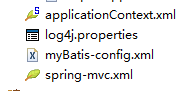 applicationContext.xml
log4j.properties
myBatis-config.xml
spring-mvc.xml